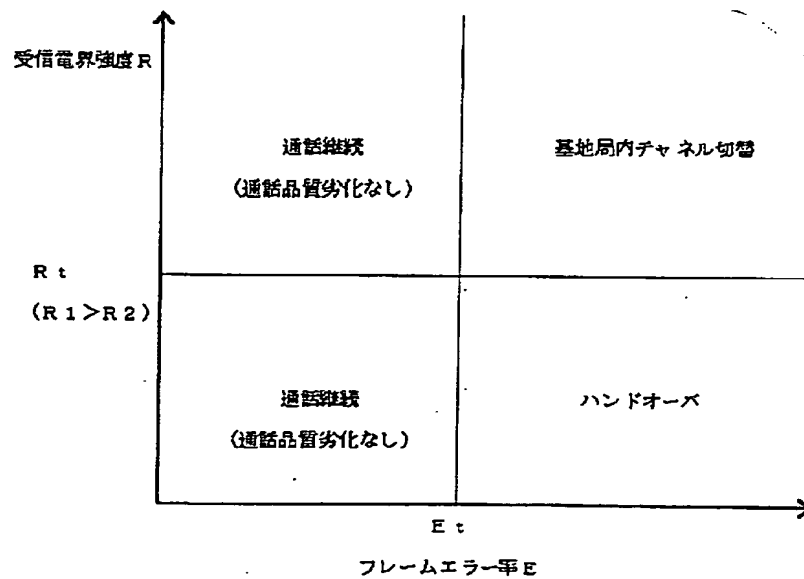 受信電界強度R
通話継続
(通話品質劣化なし)
基地局内チャネル切替
Rt
(R1>R2)
通話継続
(通話品質劣化なし)
ハンドオーバ
Et
フレームエラー率E